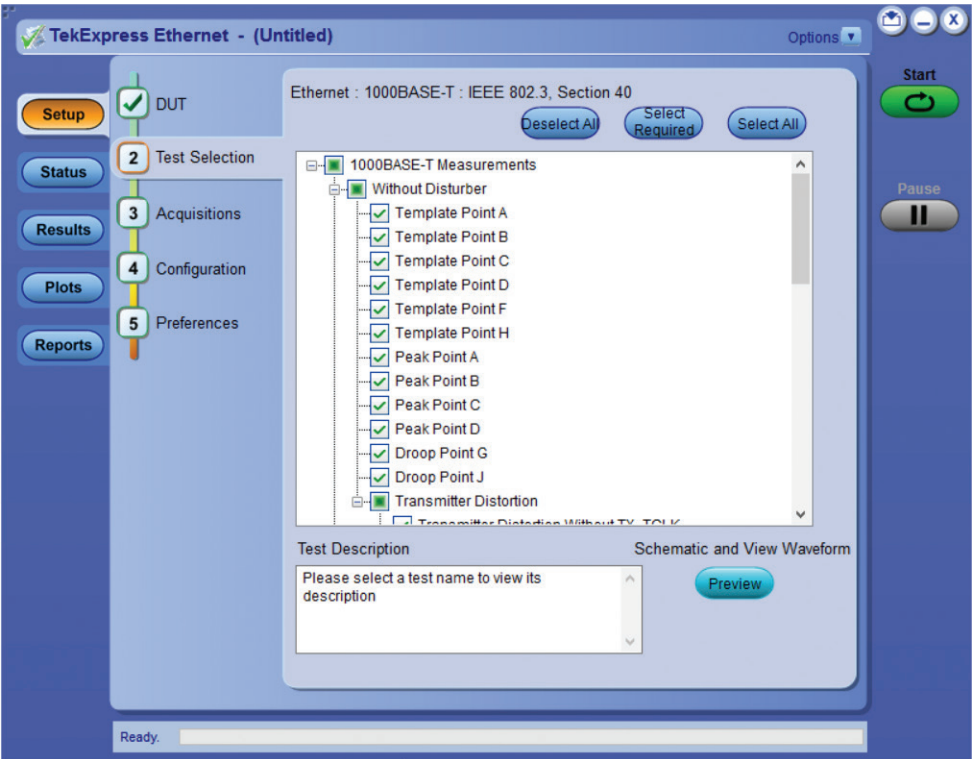 TekExpress Ethernet - (Untitled)
Options
Start
Pause
Setup
Status
Results
Plots
Reports
DUT
2 Test Selection
3 Acquisitions
4 Configuration
5 Preferences
Ethernet : 1000BASE-T : IEEE 802.3, Section 40
Deselect All
Select
Required
Select All
1000BASE-T Measurements
Without Disturber
Template Point A
Template Point B
Template Point C
Template Point D
Template Point F
Template Point H
Peak Point A
Peak Point B
Peak Point C
Peak Point D
Droop Point G
Droop Point J
Transmitter Distortion
Transmitter Distortion Without TX_TCLK
Test Description
Schematic and View Waveform
Please select a test name to view its
description
Preview
Ready.